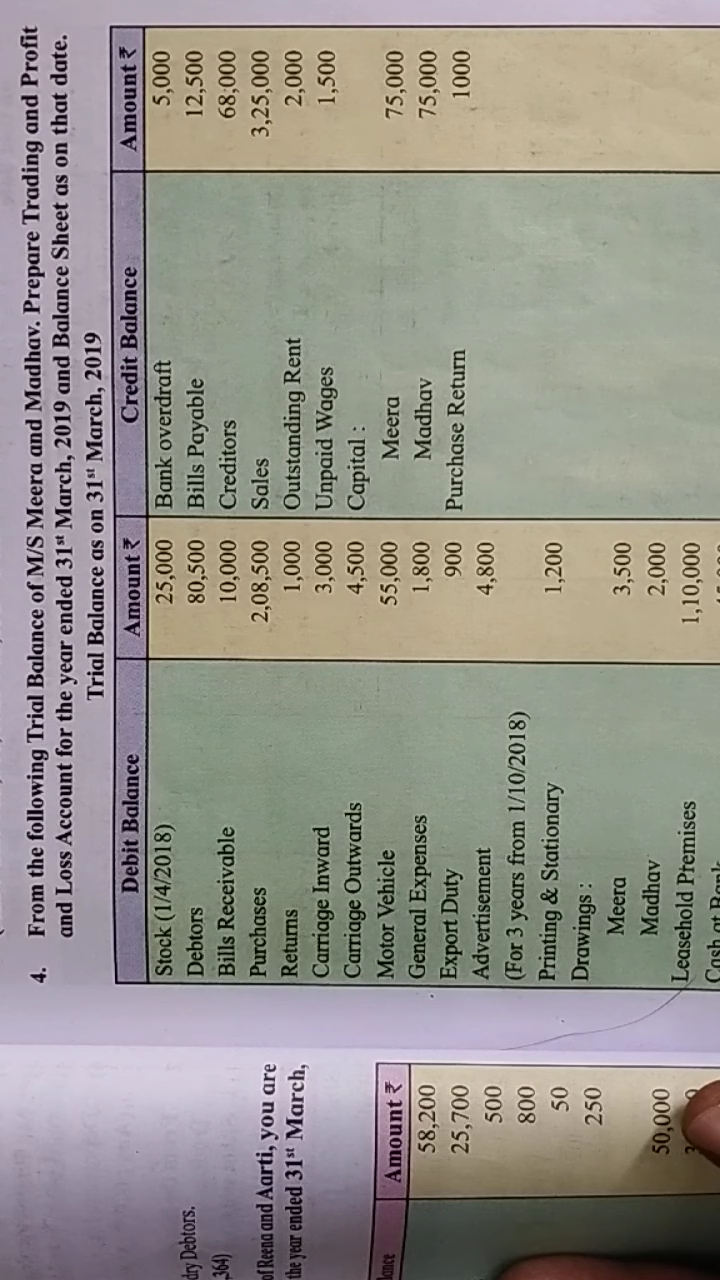 4. From the following Trial Balance of M/S Meera and Madhav. Prepare Trading and Profit
and Loss Account for the year ended 31st March, 2019 and Balance Sheet as on that date.
Trial Balance as on 31st March, 2019
Debit Balance Amount ₹ Credit Balance Amount ₹
Stock (1/4/2018) 25,000 Bank overdraft 5,000
Debtors 80,500 Bills Payable 12,500
Bills Receivable 10,000 Creditors 68,000
Purchases 2,08,500 Sales 3,25,000
Returns 1,000 Outstanding Rent 2,000
Carriage Inward 3,000 Unpaid Wages 1,500
Carriage Outwards 4,500 Capital :
Motor Vehicle 55,000 Meera 75,000
General Expenses 1,800 Madhav 75,000
Export Duty 900 Purchase Return 1000
Advertisement 4,800
(For 3 years from 1/10/2018)
Printing & Stationary 1,200
Drawings :
Meera 3,500
Madhav 2,000
Leasehold Premises 1,10,000
Cash at Bank
dry Debtors.
,364)
of Reena and Aarti, you are
the year ended 31st March,
lance Amount ₹
58,200
25,700
500
800
50
250
50,000